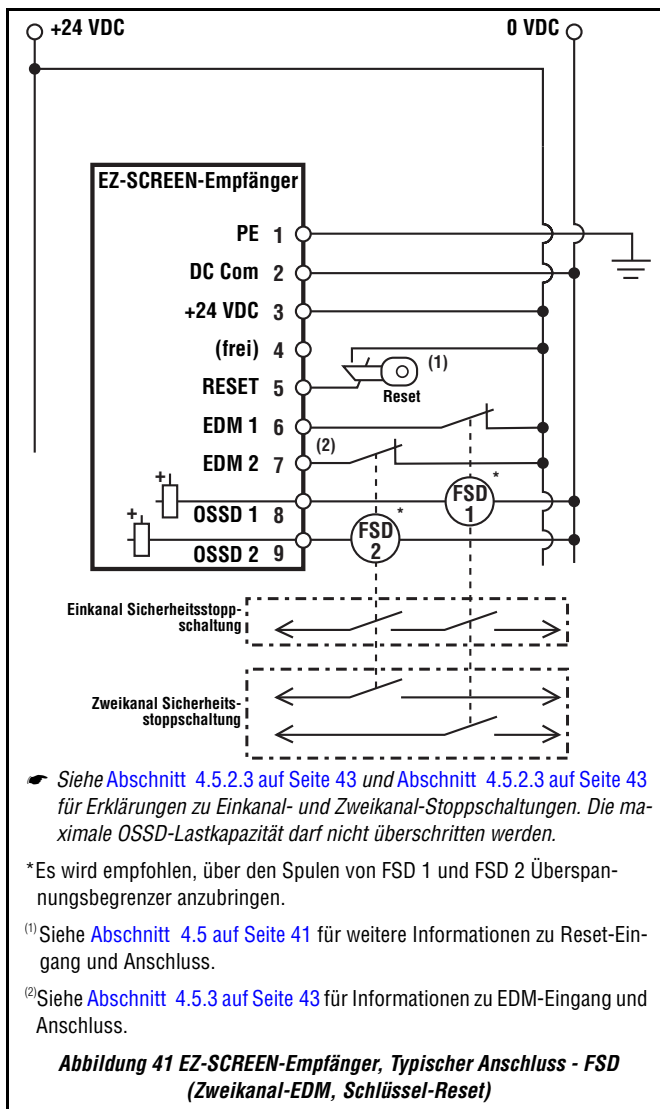 +24 VDC
0 VDC
EZ-SCREEN-Empfänger
PE 1
DC Com 2
+24 VDC 3
(frei) 4
(1)
RESET 5
Reset
EDM 1 6
EDM 2 7
(2)
+
OSSD 1 8
FSD
1
*
+
OSSD 2 9
FSD
2
*
Einkanal Sicherheitsstopp-
schaltung
Zweikanal Sicherheits-
stoppschaltung
☛ Siehe Abschnitt 4.5.2.3 auf Seite 43 und Abschnitt 4.5.2.3 auf Seite 43
für Erklärungen zu Einkanal- und Zweikanal-Stoppschaltungen. Die ma-
ximale OSSD-Lastkapazität darf nicht überschritten werden.
*Es wird empfohlen, über den Spulen von FSD 1 und FSD 2 Überspan-
nungsbegrenzer anzubringen.
(1) Siehe Abschnitt 4.5 auf Seite 41 für weitere Informationen zu Reset-Ein-
gang und Anschluss.
(2)Siehe Abschnitt 4.5.3 auf Seite 43 für Informationen zu EDM-Eingang und
Anschluss.
Abbildung 41 EZ-SCREEN-Empfänger, Typischer Anschluss - FSD
(Zweikanal-EDM, Schlüssel-Reset)